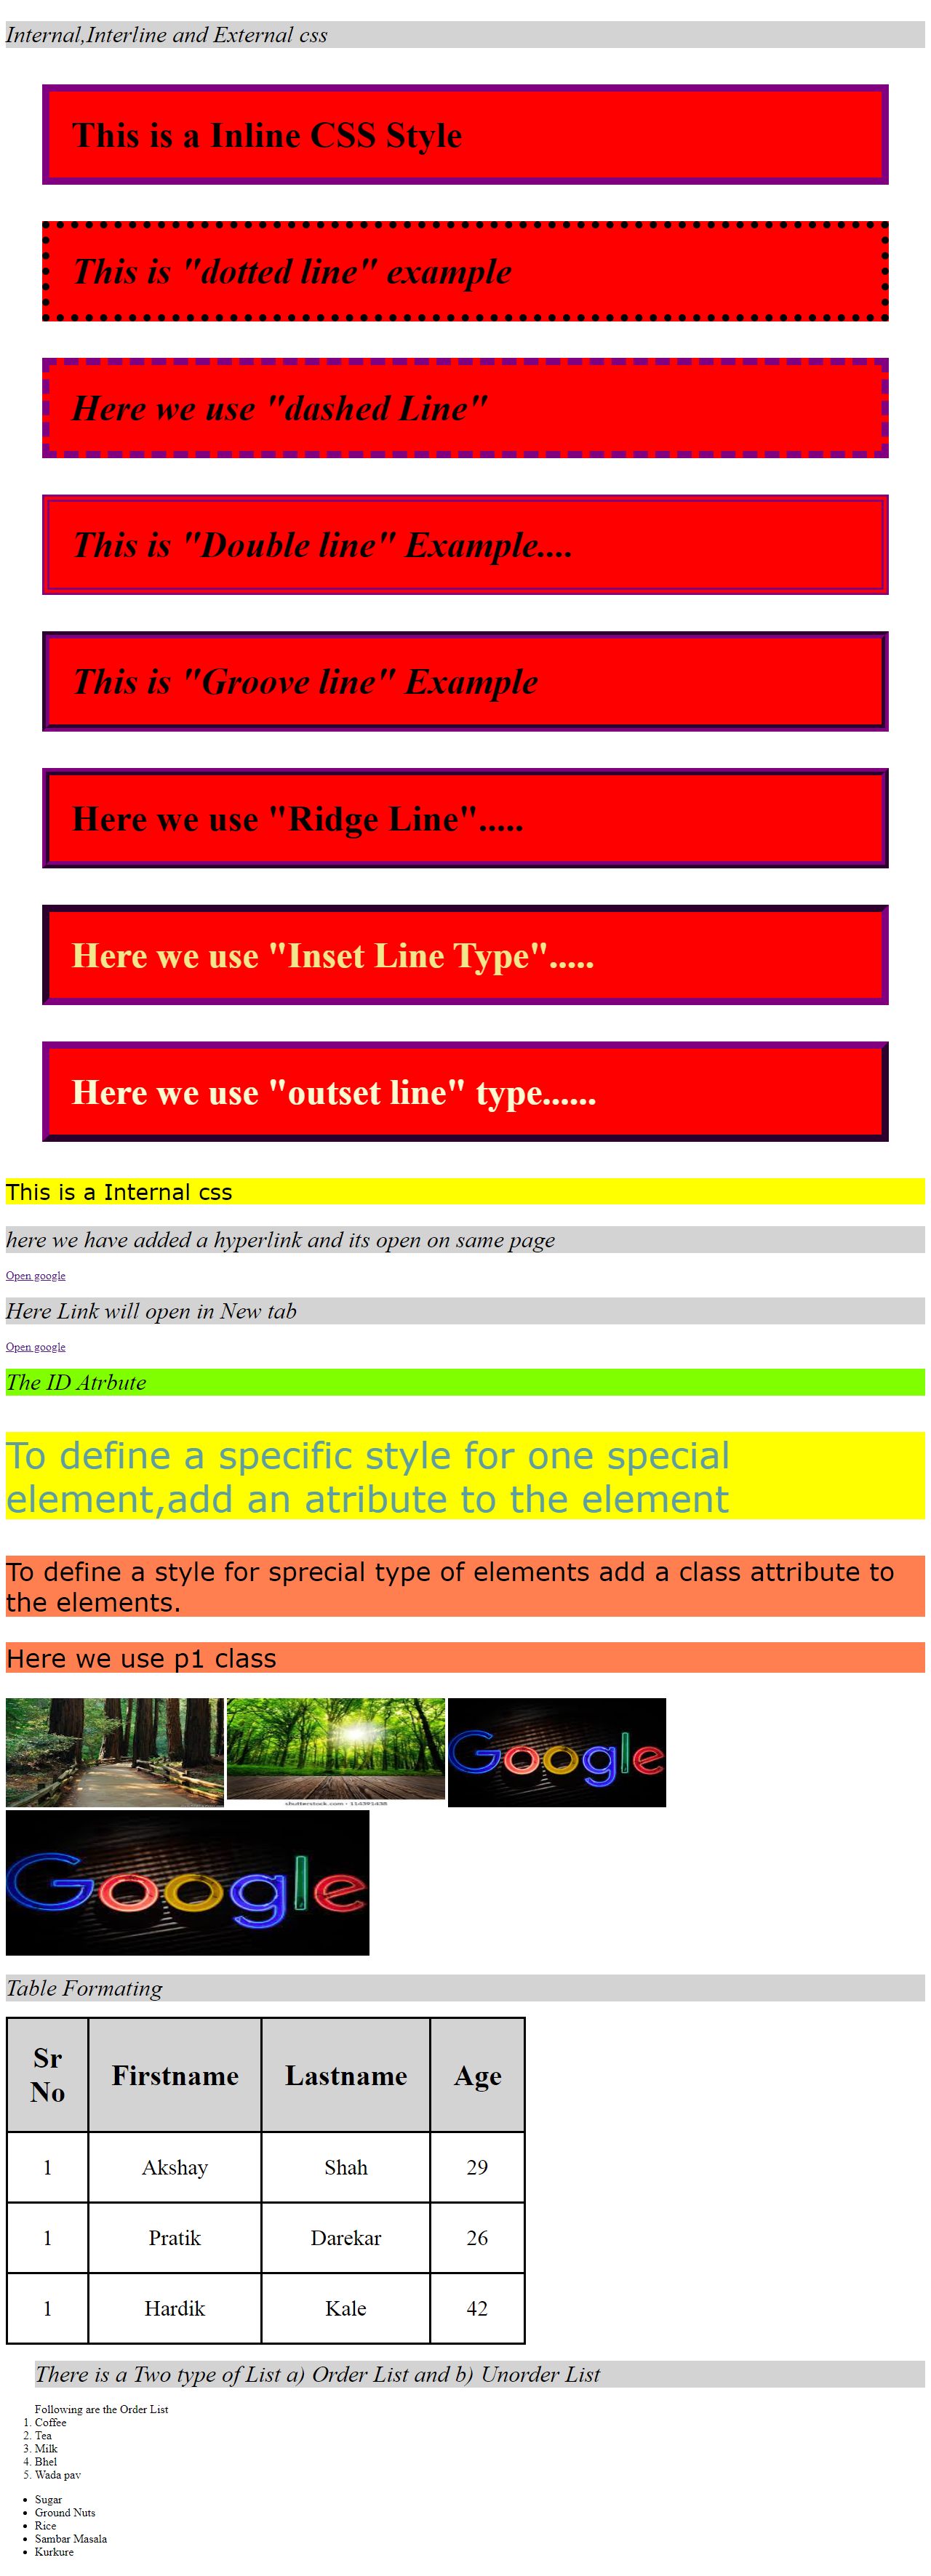 Internal,Interline and External css
This is a Inline CSS Style
This is "dotted line" example
Here we use "dashed Line"
This is "Double line" Example....
This is "Groove line" Example
Here we use "Ridge Line".....
Here we use "Inset Line Type".....
Here we use "outset line" type......
This is a Internal css
here we have added a hyperlink and its open on same page
Open google
Here Link will open in New tab
Open google
The ID Atrbute
To define a specific style for one special
element,add an atribute to the element
To define a style for sprecial type of elements add a class attribute to
the elements.
Here we use p1 class
Google
Google
Table Formating
Sr No Firstname Lastname Age
1 Akshay Shah 29
1 Pratik Darekar 26
1 Hardik Kale 42
There is a Two type of List a) Order List and b) Unorder List
Following are the Order List
1. Coffee
2. Tea
3. Milk
4. Bhel
5. Wada pav
• Sugar
• Ground Nuts
• Rice
• Sambar Masala
• Kurkure